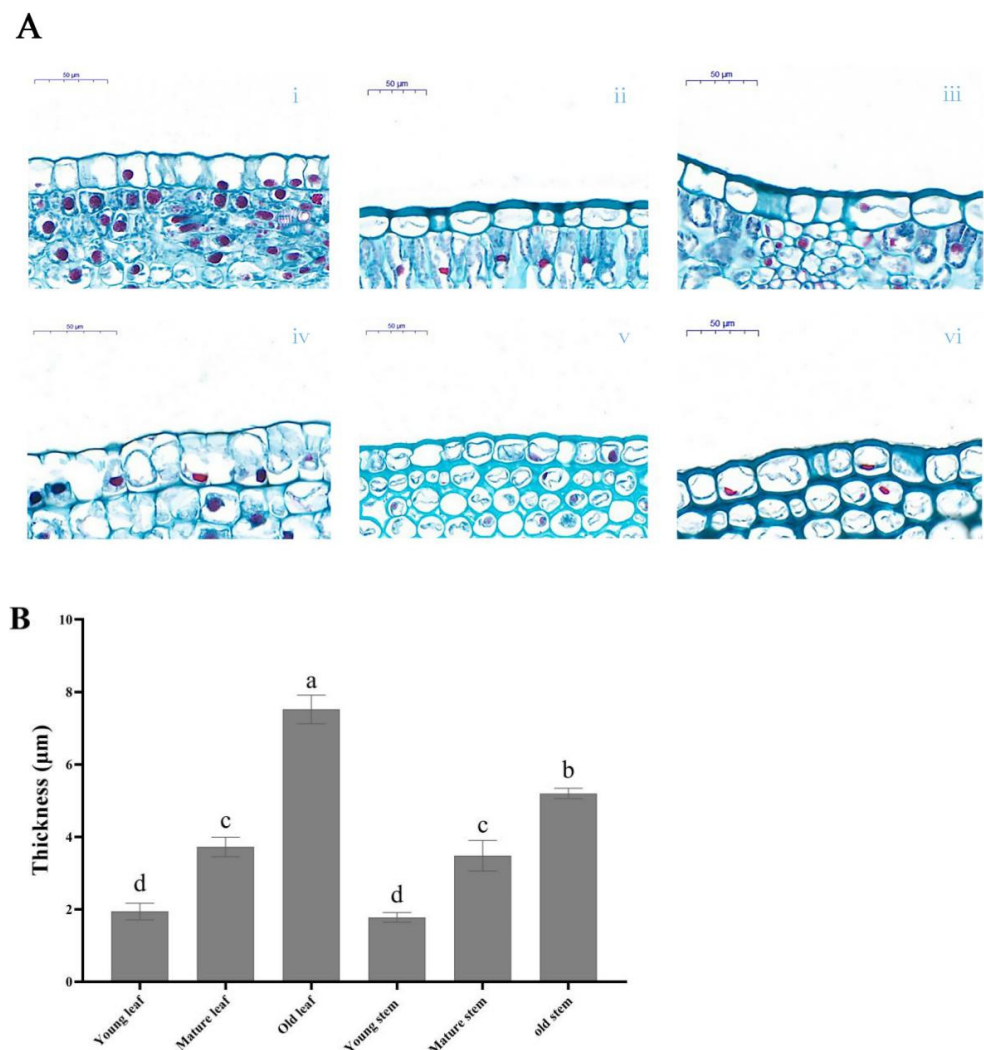 A
50 µm
i
50 µm
ii
50 µm
iii
50 µm
iv
50 µm
v
50 µm
vi
B
Thickness (µm)
10
8
6
4
2
0
d
c
a
d
c
b
Young leaf
Mature leaf
Old leaf
Young stem
Mature stem
old stem